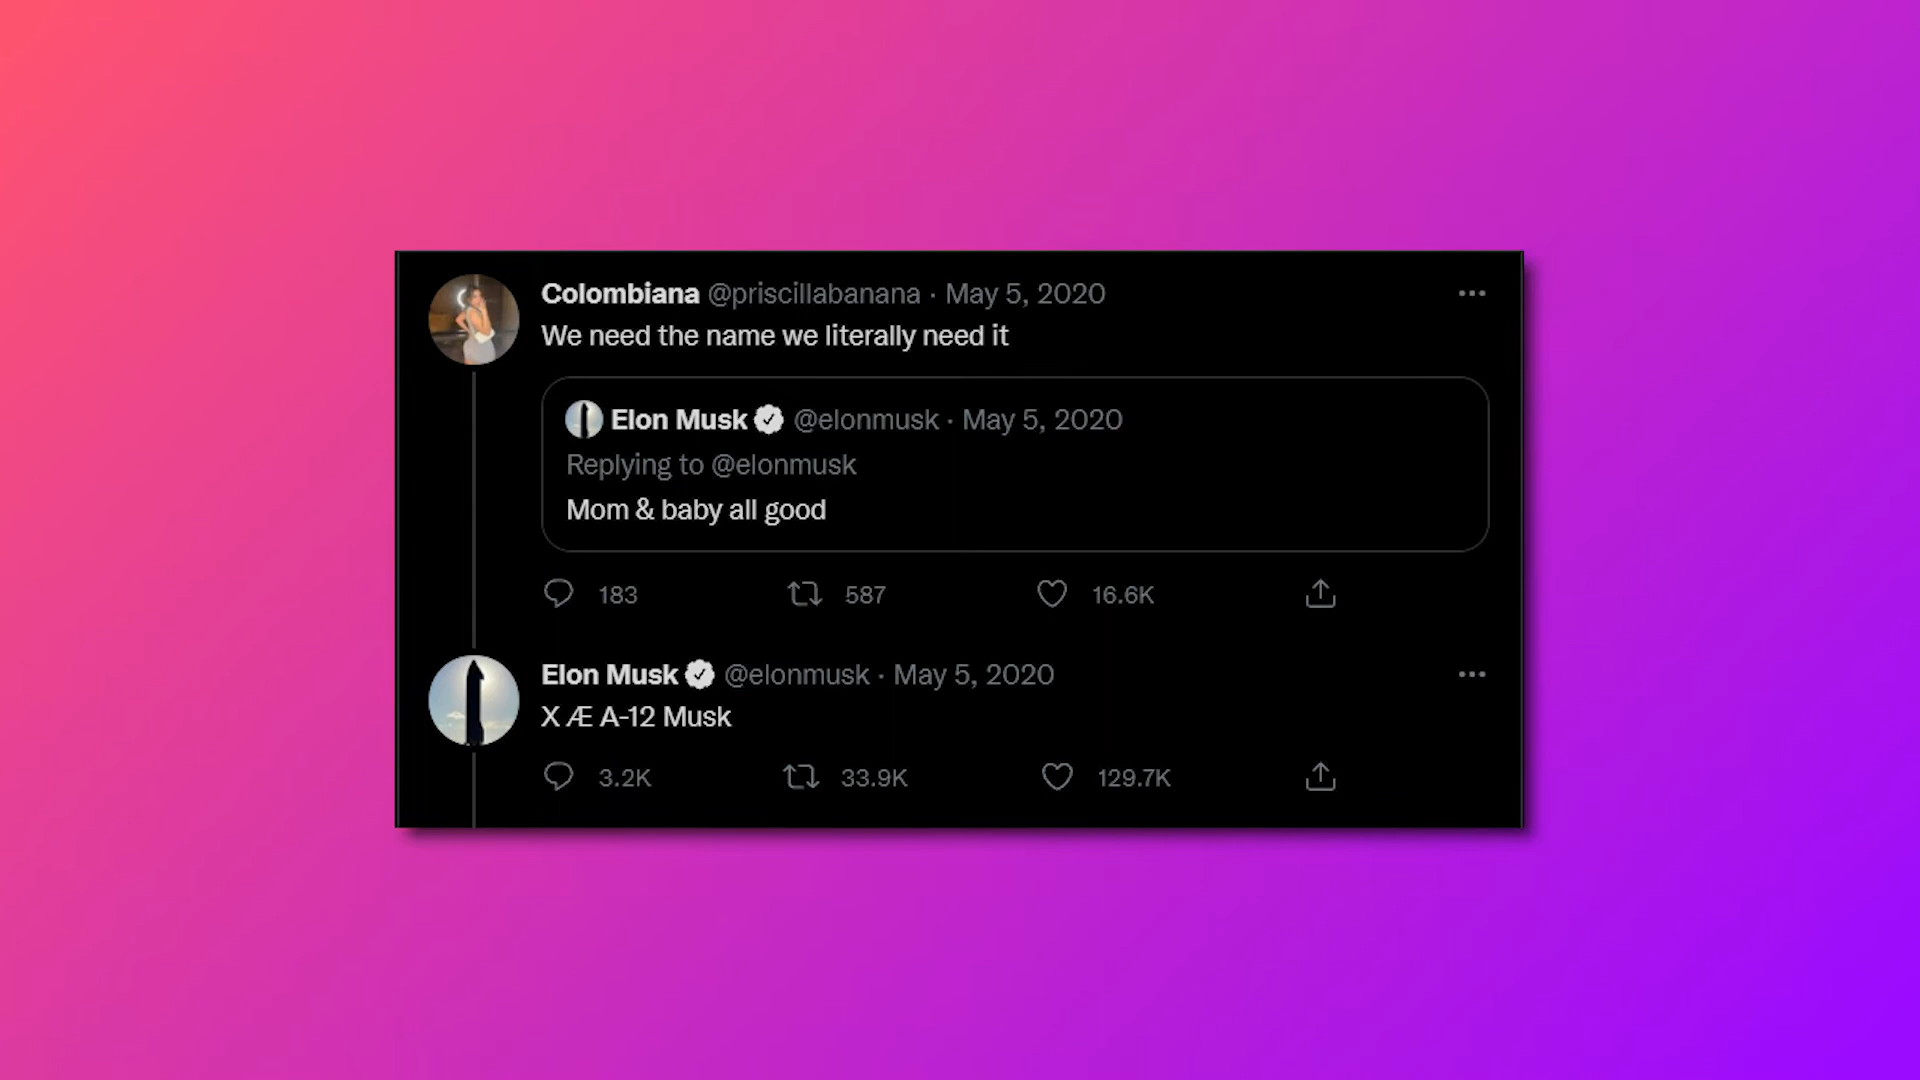 Colombiana @priscillabanana · May 5, 2020
We need the name we literally need it
Elon Musk @elonmusk · May 5, 2020
Replying to @elonmusk
Mom & baby all good
183 587 16.6K
Elon Musk @elonmusk · May 5, 2020
X Æ A-12 Musk
3.2K 33.9K 129.7K